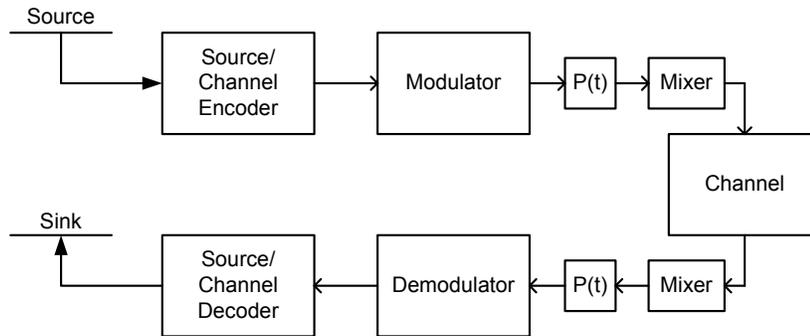 Source
Source/
Channel
Encoder
Modulator
P(t)
Mixer
Channel
Sink
Source/
Channel
Decoder
Demodulator
P(t)
Mixer